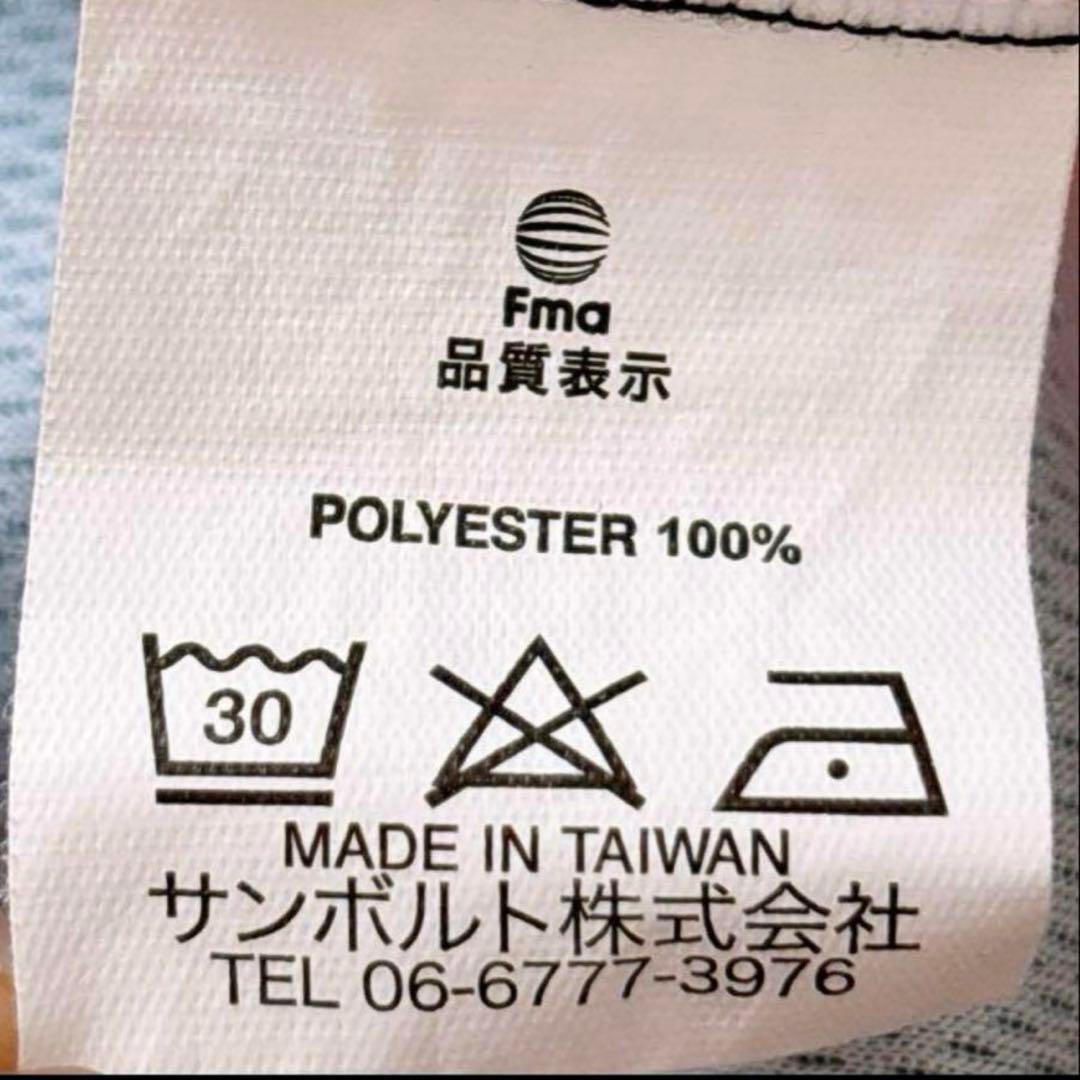 Fma
品質表示
POLYESTER 100%
30
MADE IN TAIWAN
サンボルト株式会社
TEL 06-6777-3976